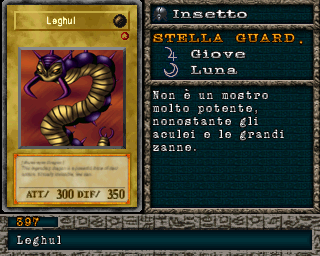 Leghul
ATT/ 300 DIF/ 350
Insetto
STELLA GUARD.
Giove
Luna
Non è un mostro
molto potente,
nonostante gli
aculei e le grandi
zanne.
397
Leghul